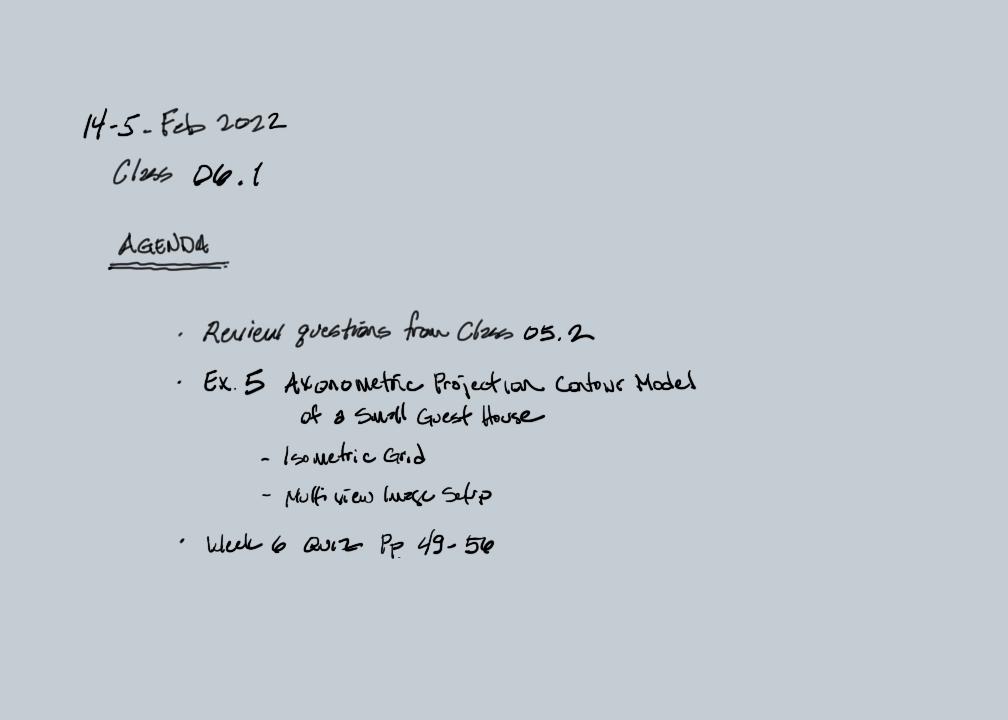 14-5-Feb 2022
Class 06.1
AGENDA
· Review questions from Class 05.2
· Ex. 5 Axonometric Projection Contour Model
of a Small Guest House
- Isometric Grid
- Multi view Image Setup
· Week 6 Quiz Pp. 49-56